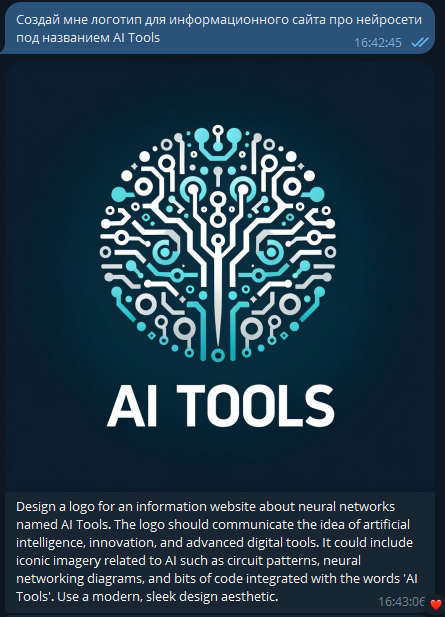 Создай мне логотип для информационного сайта про нейросети
под названием AI Tools
16:42:45
AI TOOLS
Design a logo for an information website about neural networks
named AI Tools. The logo should communicate the idea of artificial
intelligence, innovation, and advanced digital tools. It could include
iconic imagery related to AI such as circuit patterns, neural
networking diagrams, and bits of code integrated with the words 'AI
Tools'. Use a modern, sleek design aesthetic.
16:43:06